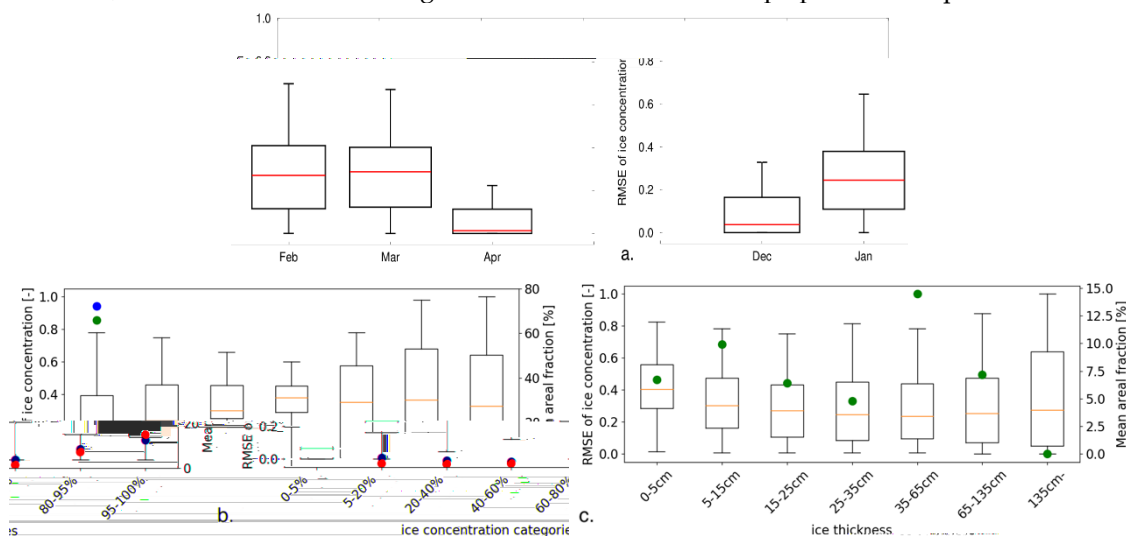 1.0
0.8
0.6
0.4
0.2
0.0
RMSE of ice concentration
Feb Mar Apr
Dec Jan
a.
1.0
0.8
0.6
0.4
ice concentration [-]
80
60
40
areal fraction [%]
Mean
0
RMSE o
0.2
0.0
80-95%
95-100%
0-5%
5-20%
20-40%
40-60%
60-80%
b.
ice concentration categorie
es
1.0
0.8
0.6
0.4
0.2
0.0
RMSE of ice concentration [-]
15.0
12.5
10.0
7.5
5.0
2.5
0.0
Mean areal fraction [%]
0-5cm
5-15cm
15-25cm
25-35cm
35-65cm
65-135cm
135cm-
c.
ice thickness